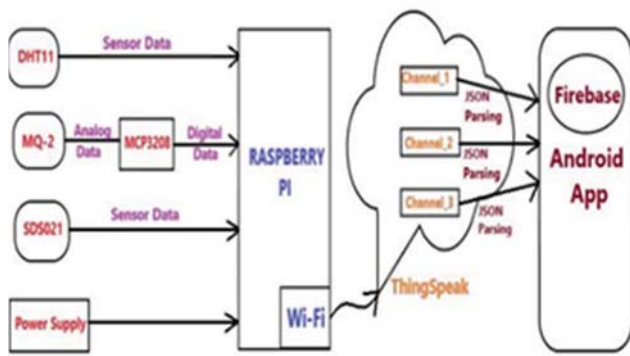 DHT11
Sensor Data
MQ-2
Analog
Data
MCP3208
Digital
Data
SDS021
Sensor Data
Power Supply
RASPBERRY
PI
Wi-Fi
Channel_1
JSON
Parsing
Channel_2
JSON
Parsing
Channel_3
JSON
Parsing
ThingSpeak
Firebase
Android
App